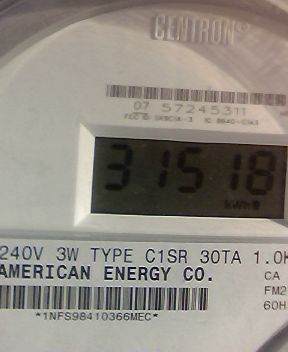 CENTRON®
07 57245311
31518
kWh
240V 3W TYPE C1SR 30TA 1.0K
AMERICAN ENERGY CO.
CA
FM2
60H
*1NFS98410366MEC*